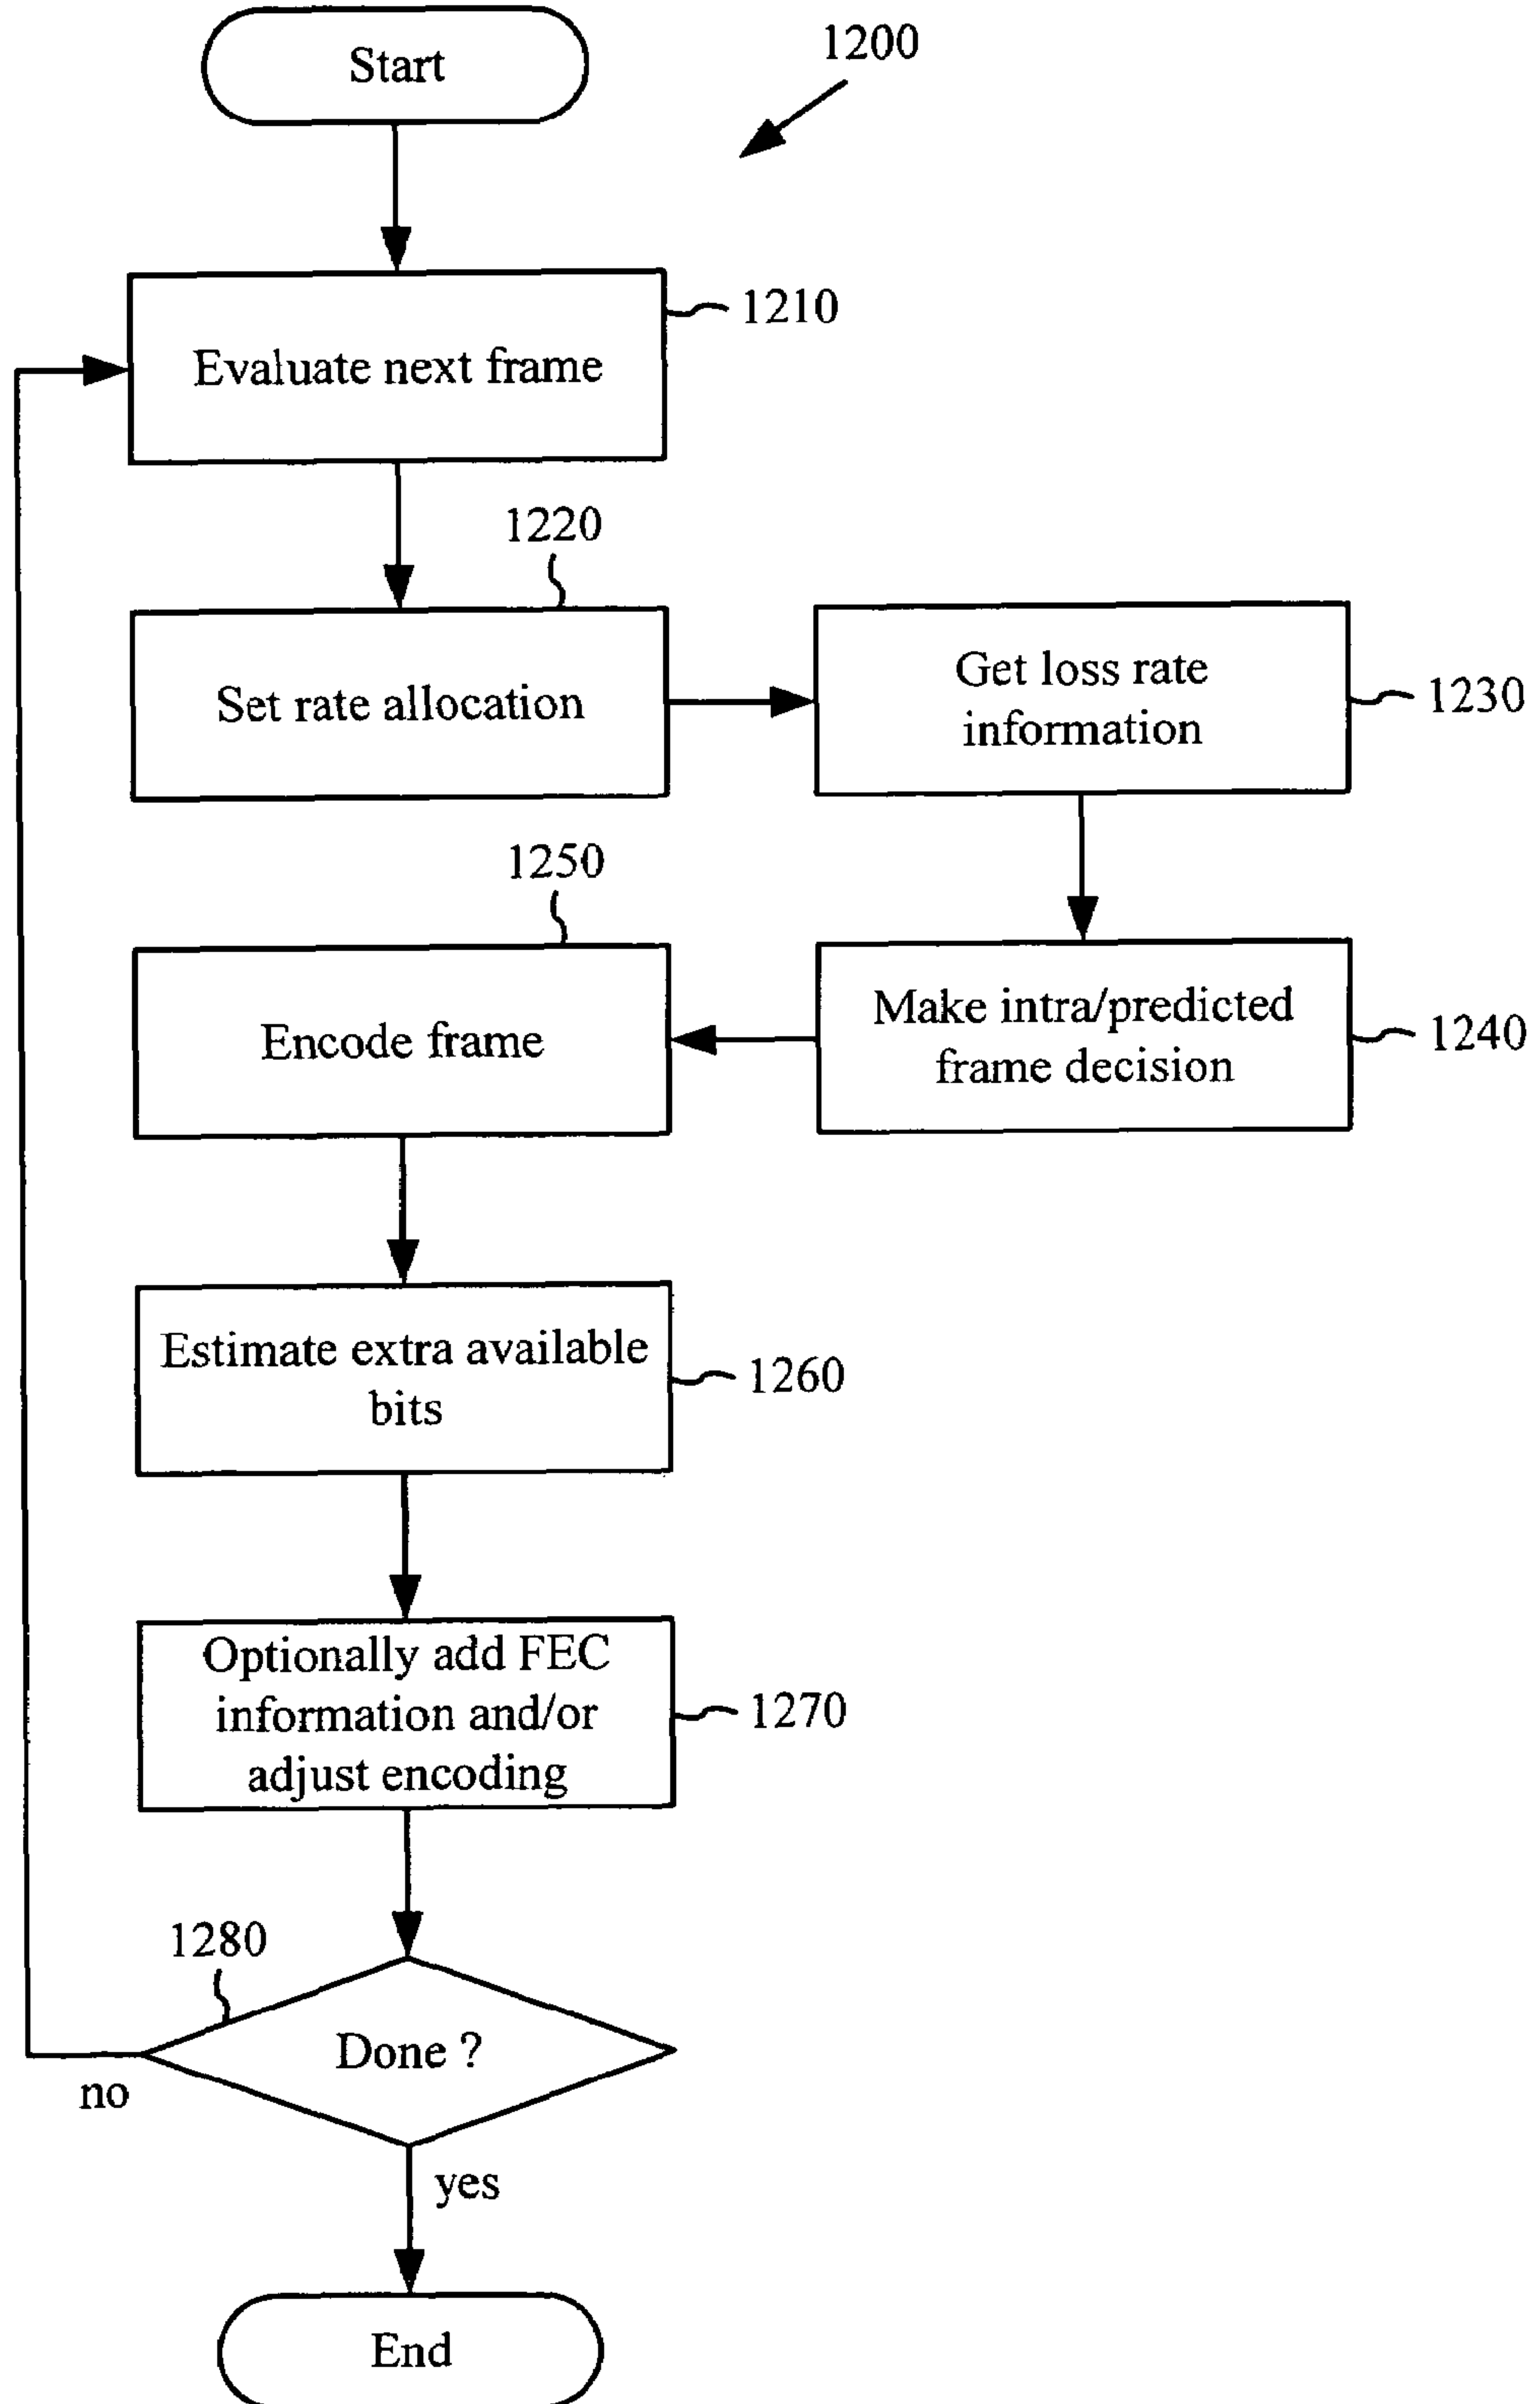 Start
1200
Evaluate next frame
1210
1220
Set rate allocation
Get loss rate
information
1230
1250
Encode frame
Make intra/predicted
frame decision
1240
Estimate extra available
bits
1260
Optionally add FEC
information and/or
adjust encoding
1270
1280
Done ?
no
yes
End